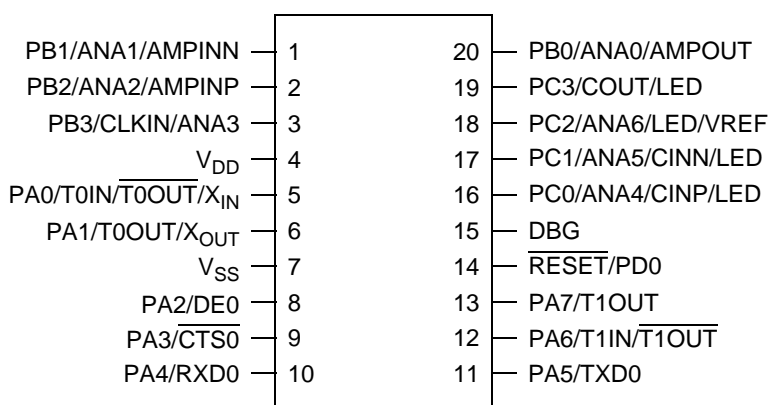 PB1/ANA1/AMPINN 1 20 PB0/ANA0/AMPOUT
PB2/ANA2/AMPINP 2 19 PC3/COUT/LED
PB3/CLKIN/ANA3 3 18 PC2/ANA6/LED/VREF
VDD 4 17 PC1/ANA5/CINN/LED
PA0/T0IN/T0OUT/XIN 5 16 PC0/ANA4/CINP/LED
PA1/T0OUT/XOUT 6 15 DBG
VSS 7 14 RESET/PD0
PA2/DE0 8 13 PA7/T1OUT
PA3/CTS0 9 12 PA6/T1IN/T1OUT
PA4/RXD0 10 11 PA5/TXD0